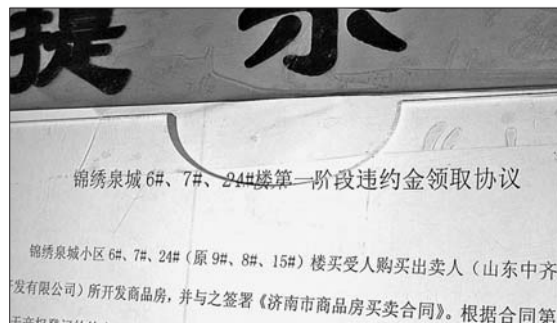 提示
锦绣泉城6#、7#、24#楼第一阶段违约金领取协议
锦绣泉城小区6#、7#、24#(原9#、8#、15#)楼买受人购买出卖人(山东中齐
发有限公司)所开发商品房,并与之签署《济南市商品房买卖合同》。根据合同第